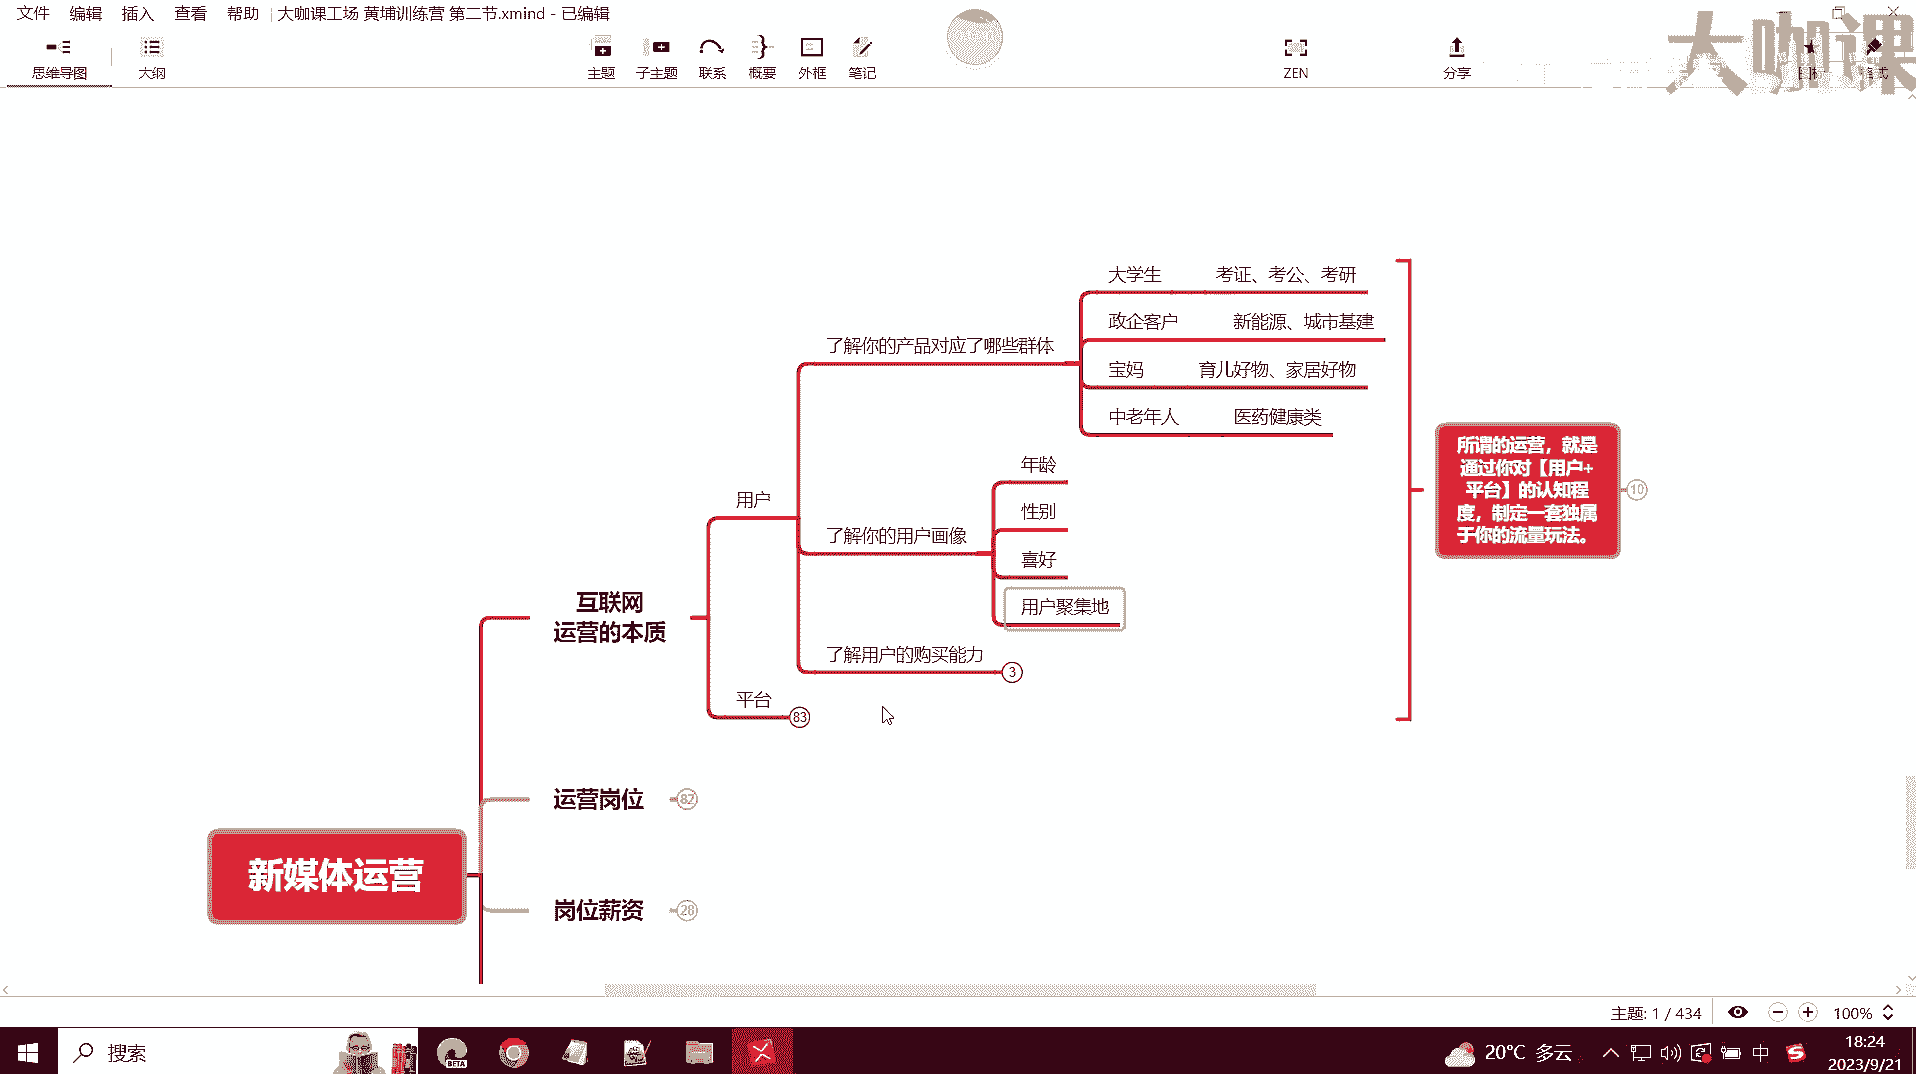 文件 编辑 插入 查看 帮助 大咖课工场 黄埔训练营 第二节.xmind - 已编辑
大咖课
思维导图 大纲 主题 子主题 联系 概要 外框 笔记 ZEN 分享
大学生 考证、考公、考研
政企客户 新能源、城市基建
了解你的产品对应了哪些群体
宝妈 育儿好物、家居好物
中老年人 医药健康类
所谓的运营，就是
通过你对【用户+
平台】的认知程
度，制定一套独属
于你的流量玩法。
10
年龄
用户
性别
了解你的用户画像
喜好
用户聚集地
互联网
运营的本质
了解用户的购买能力 3
平台 83
运营岗位 82
新媒体运营
岗位薪资 28
主题: 1 / 434 100%
搜索
BETA
20°C 多云
中
18:24
2023/9/21